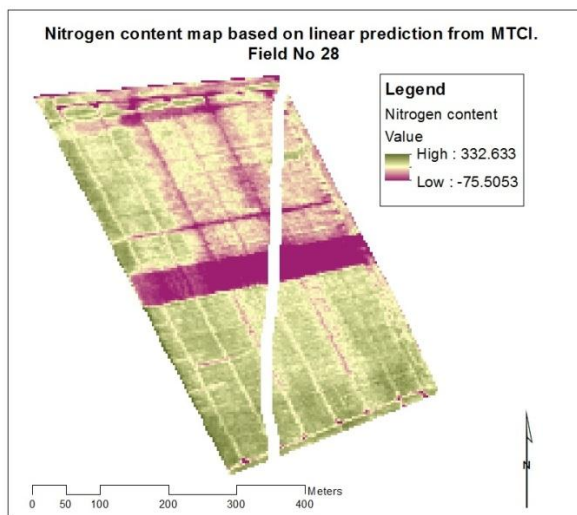 Nitrogen content map based on linear prediction from MTCI.
Field No 28
Legend
Nitrogen content
Value
High : 332.633
Low : -75.5053
N
Meters
0 50 100 200 300 400